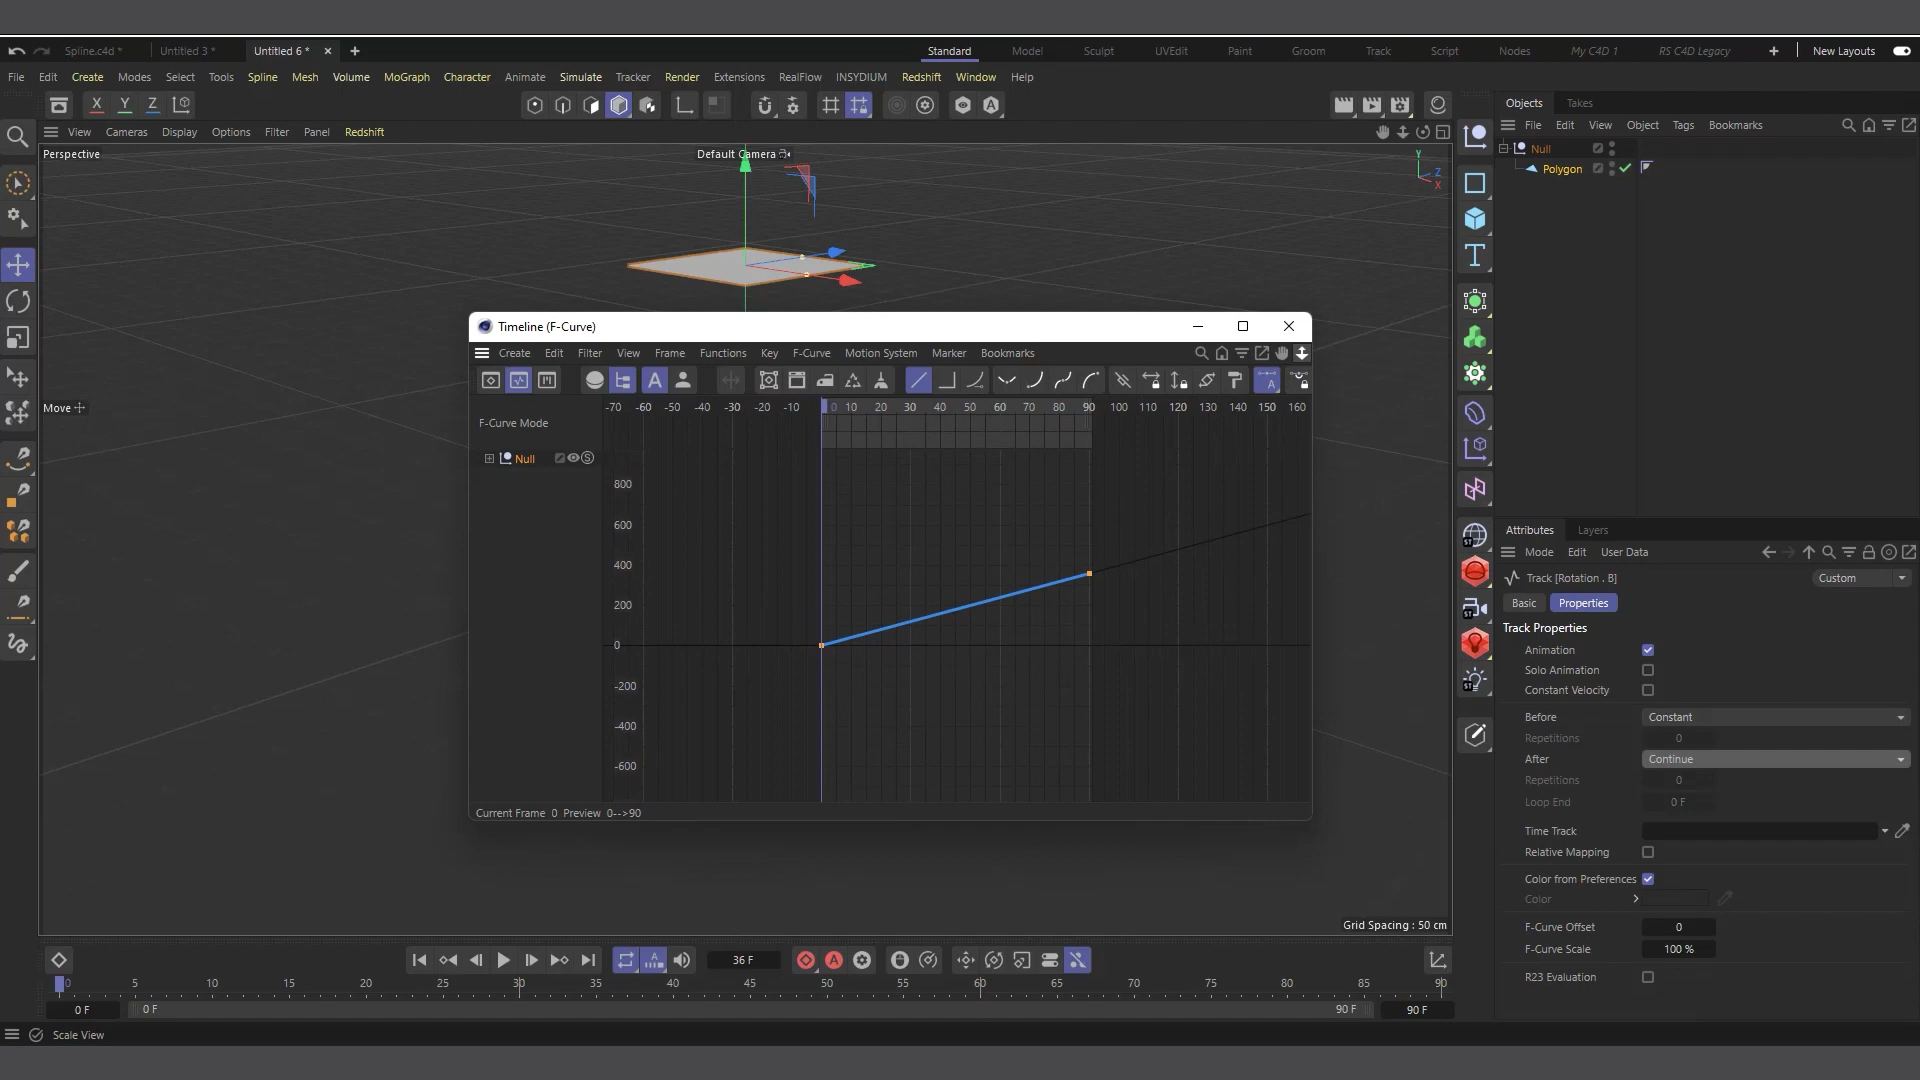 Spline.c4d *
Untitled 3 *
Untitled 6 *
Standard
Model
Sculpt
UVEdit
Paint
Groom
Track
Script
Nodes
My C4D 1
RS C4D Legacy
New Layouts
File Edit Create Modes Select Tools Spline Mesh Volume MoGraph Character Animate Simulate Tracker Render Extensions RealFlow INSYDIUM Redshift Window Help
X Y Z
A
Objects Takes
View Cameras Display Options Filter Panel Redshift
File Edit View Object Tags Bookmarks
Perspective
Default Camera
Y
Z
X
Null
Polygon
T
Timeline (F-Curve)
Create Edit Filter View Frame Functions Key F-Curve Motion System Marker Bookmarks
A
A
Move
F-Curve Mode
-70 -60 -50 -40 -30 -20 -10 0 10 20 30 40 50 60 70 80 90 100 110 120 130 140 150 160
Null
S
800
600
400
200
0
-200
-400
-600
Current Frame 0 Preview 0-->90
Grid Spacing : 50 cm
ST
ST
ST
Attributes Layers
Mode Edit User Data
Track [Rotation . B]
Custom
Basic Properties
Track Properties
Animation
Solo Animation
Constant Velocity
Before Constant
Repetitions 0
After Continue
Repetitions 0
Loop End 0 F
Time Track
Relative Mapping
Color from Preferences
Color
F-Curve Offset 0
F-Curve Scale 100 %
R23 Evaluation
A
36 F
A
0 5 10 15 20 25 30 35 40 45 50 55 60 65 70 75 80 85 90
0 F
0 F
90 F
90 F
Scale View